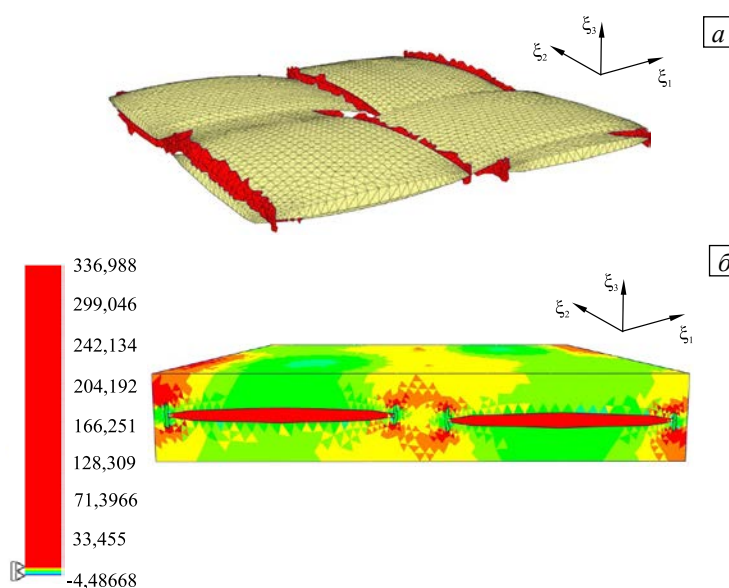 а
ξ3
ξ2
ξ1
б
336,988
299,046
242,134
204,192
166,251
128,309
71,3966
33,455
-4,48668
ξ3
ξ2
ξ1